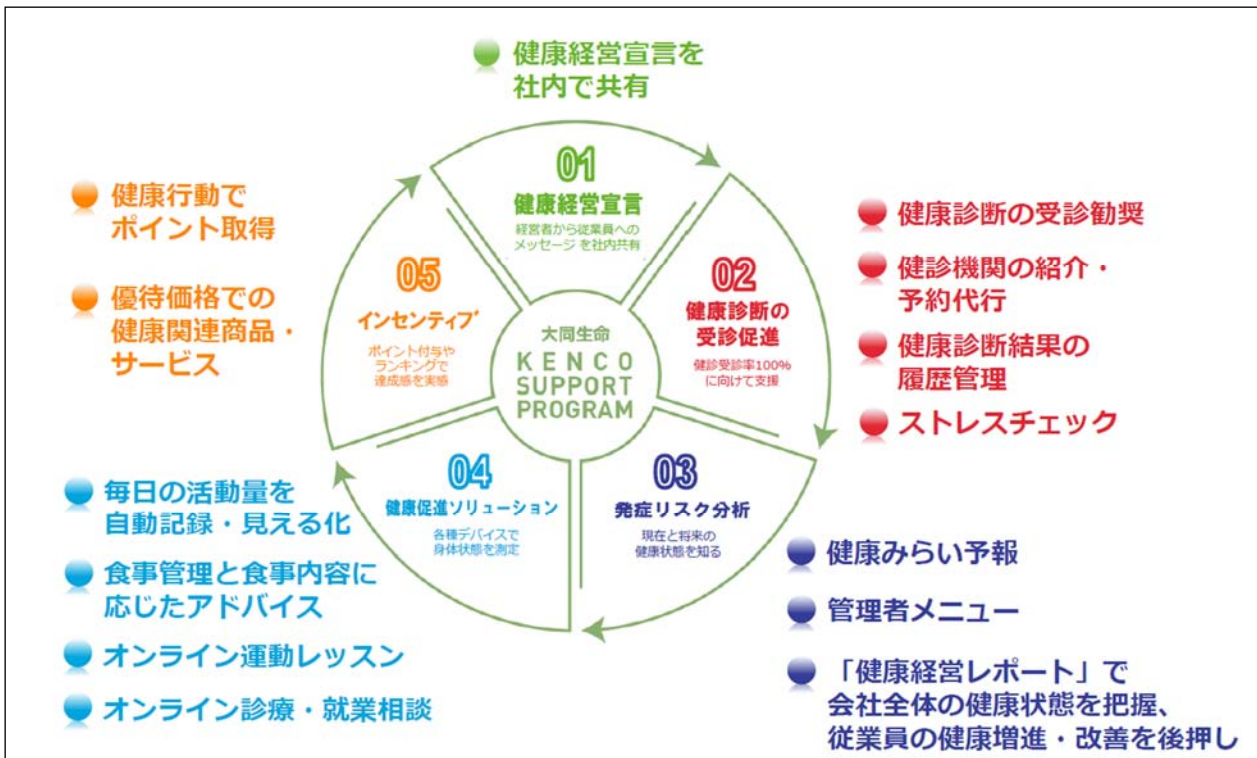 健康経営宣言を
社内で共有
01
健康経営宣言
経営者から従業員への
メッセージを社内共有
健康診断の受診勧奨
健診機関の紹介・
予約代行
健康診断結果の
履歴管理
ストレスチェック
02
健康診断の
受診促進
健診受診率100%
に向けて支援
03
発症リスク分析
現在と将来の
健康状態を知る
健康みらい予報
管理者メニュー
「健康経営レポート」で
会社全体の健康状態を把握、
従業員の健康増進・改善を後押し
04
健康促進ソリューション
各種デバイスで
身体状態を測定
毎日の活動量を
自動記録・見える化
食事管理と食事内容に
応じたアドバイス
オンライン運動レッスン
オンライン診療・就業相談
05
インセンティブ
ポイント付与や
ランキングで
達成感を実感
健康行動で
ポイント取得
優待価格での
健康関連商品・
サービス
大同生命
KENCO
SUPPORT
PROGRAM